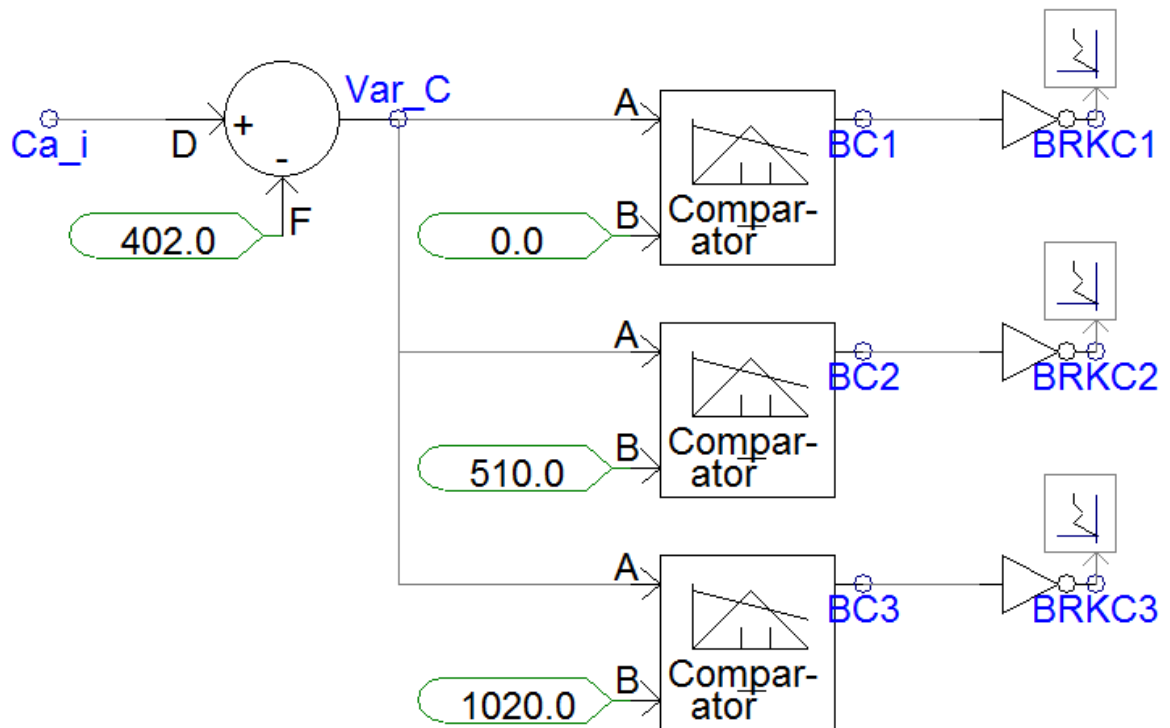 Ca_i
D
+
-
F
402.0
Var_C
A
B
0.0
Compar-
ator
BC1
BRKC1
A
B
510.0
Compar-
ator
BC2
BRKC2
A
B
1020.0
Compar-
ator
BC3
BRKC3